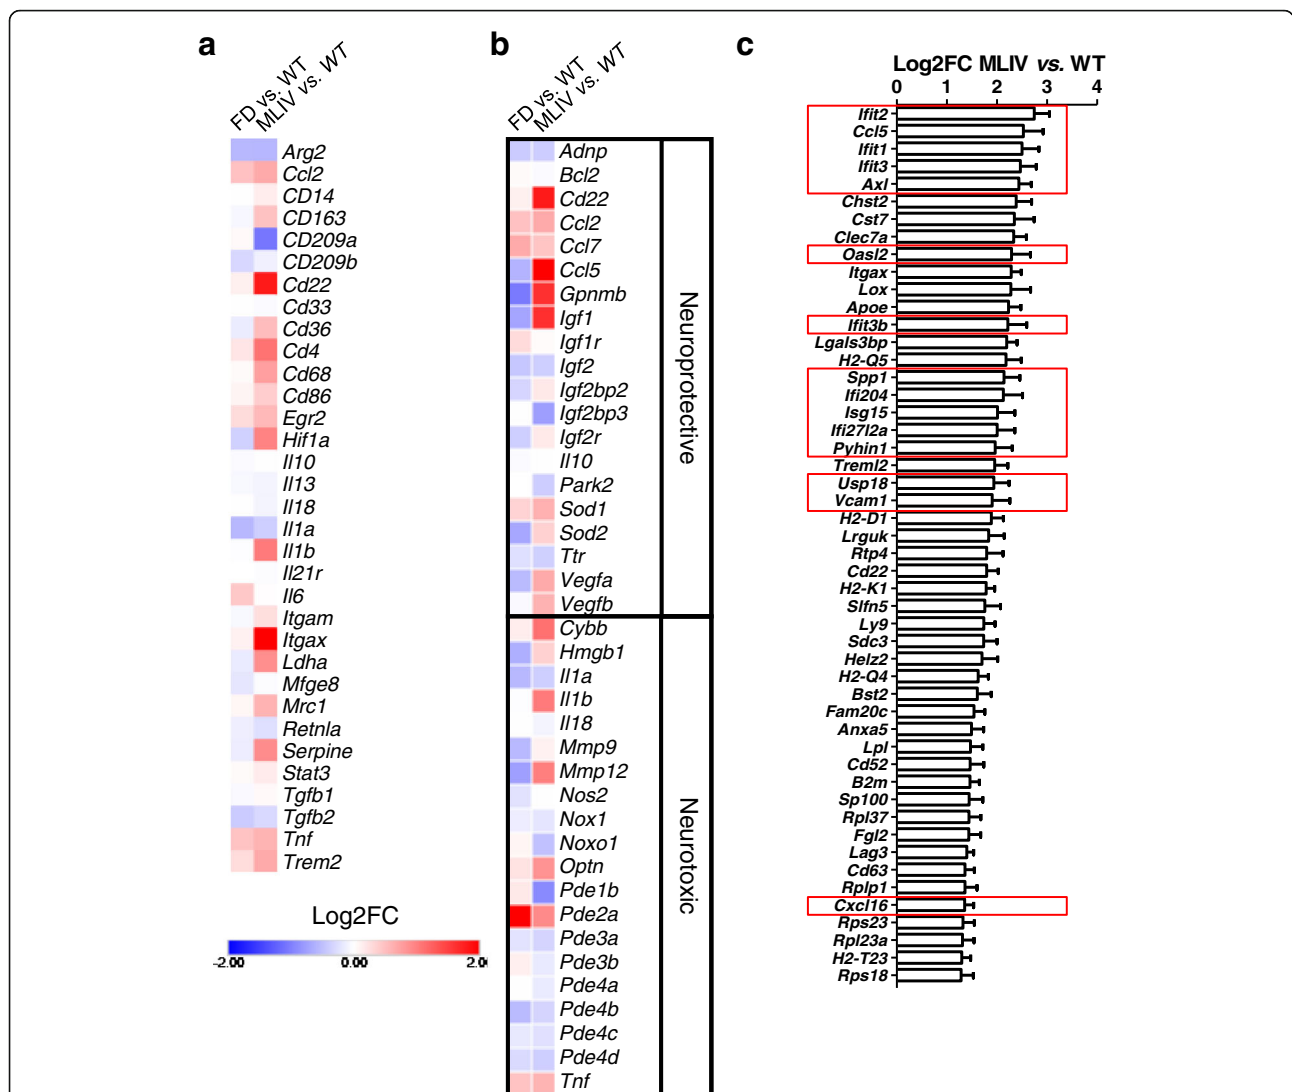 a
FD vs. WT
MLIV vs. WT
Arg2
Ccl2
CD14
CD163
CD209a
CD209b
Cd22
Cd33
Cd36
Cd4
Cd68
Cd86
Egr2
Hif1a
Il10
Il13
Il18
Il1a
Il1b
Il21r
Il6
Itgam
Itgax
Ldha
Mfge8
Mrc1
Retnla
Serpine
Stat3
Tgfb1
Tgfb2
Tnf
Trem2
Log2FC
-2.00 0.00 2.0
b
FD vs. WT
MLIV vs. WT
Adnp
Bcl2
Cd22
Ccl2
Ccl7
Ccl5
Gpnmb
Igf1
Igf1r
Igf2
Igf2bp2
Igf2bp3
Igf2r
Il10
Park2
Sod1
Sod2
Ttr
Vegfa
Vegfb
Neuroprotective
Cybb
Hmgb1
Il1a
Il1b
Il18
Mmp9
Mmp12
Nos2
Nox1
Noxo1
Optn
Pde1b
Pde2a
Pde3a
Pde3b
Pde4a
Pde4b
Pde4c
Pde4d
Tnf
Neurotoxic
c
Log2FC MLIV vs. WT
0 1 2 3 4
Ifit2
Ccl5
Ifit1
Ifit3
Axl
Chst2
Cst7
Clec7a
Oasl2
Itgax
Lox
Apoe
Ifit3b
Lgals3bp
H2-Q5
Spp1
Ifi204
Isg15
Ifi27l2a
Pyhin1
Treml2
Usp18
Vcam1
H2-D1
Lrguk
Rtp4
Cd22
H2-K1
Slfn5
Ly9
Sdc3
Helz2
H2-Q4
Bst2
Fam20c
Anxa5
Lpl
Cd52
B2m
Sp100
Rpl37
Fgl2
Lag3
Cd63
Rplp1
Cxcl16
Rps23
Rpl23a
H2-T23
Rps18